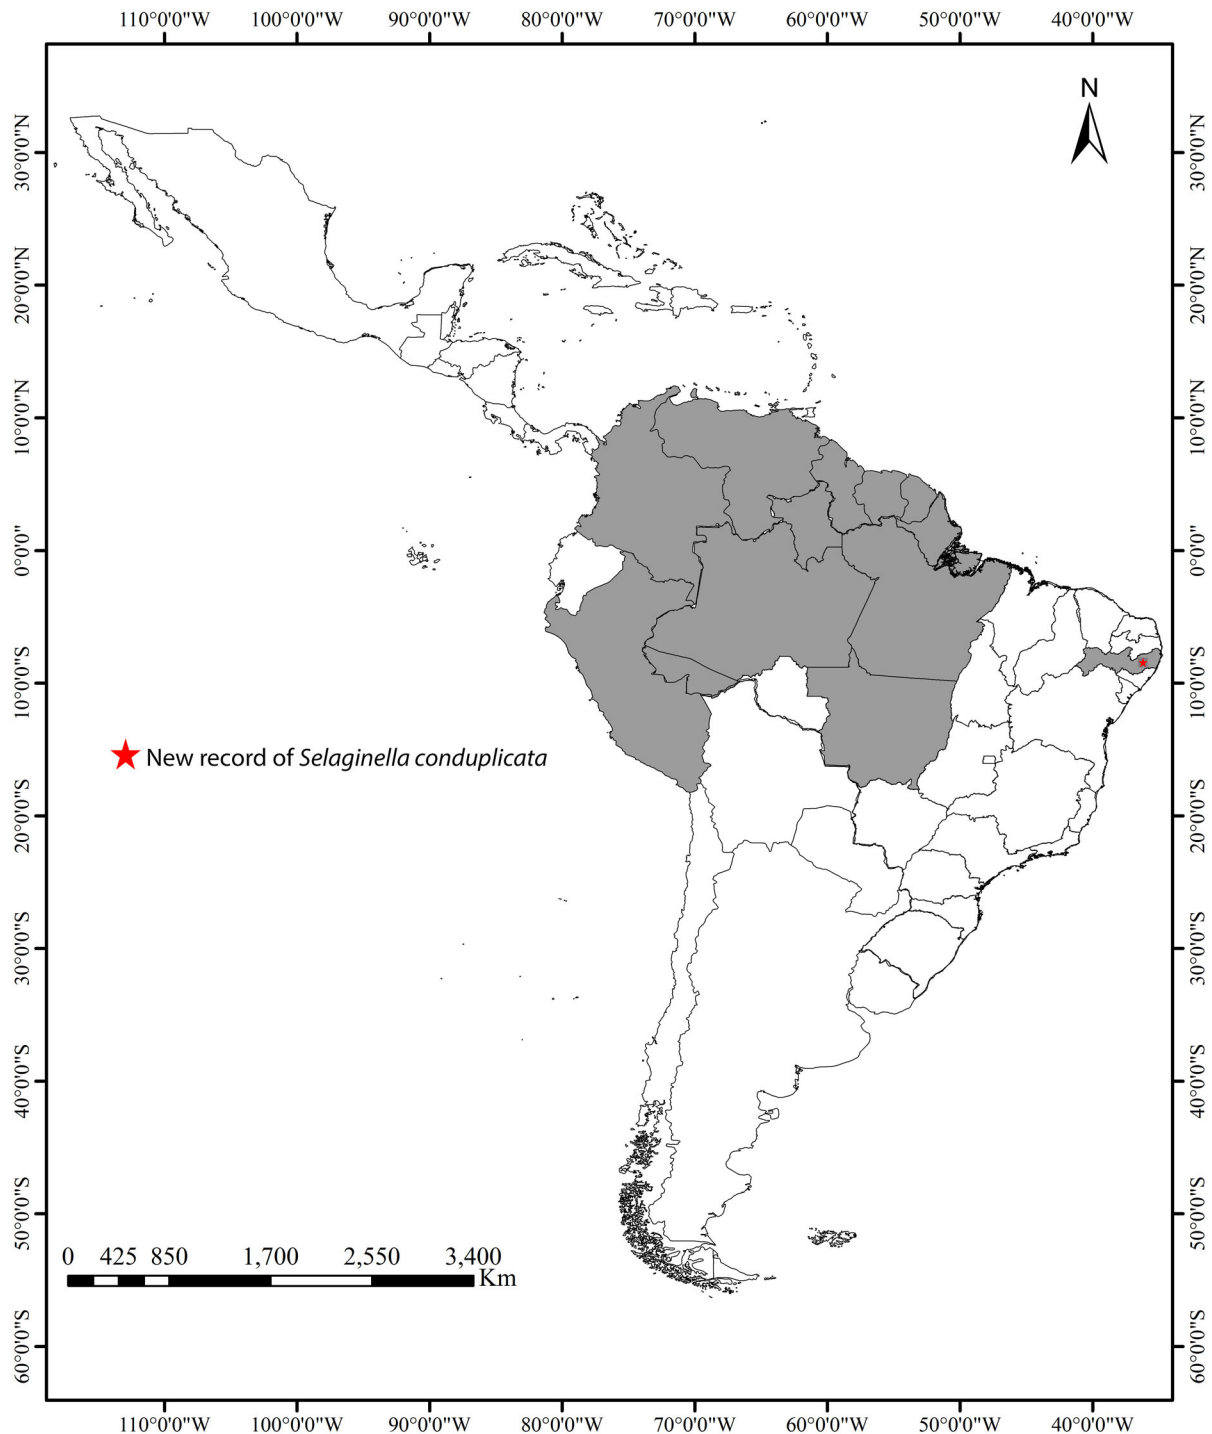 110°0'0"W 100°0'0"W 90°0'0"W 80°0'0"W 70°0'0"W 60°0'0"W 50°0'0"W 40°0'0"W
N
30°0'0"N
20°0'0"N
10°0'0"N
0°0'0"
10°0'0"S
20°0'0"S
30°0'0"S
40°0'0"S
50°0'0"S
60°0'0"S
New record of Selaginella conduplicata
0 425 850 1,700 2,550 3,400
Km
30°0'0"N
20°0'0"N
10°0'0"N
0°0'0"
10°0'0"S
20°0'0"S
30°0'0"S
40°0'0"S
50°0'0"S
60°0'0"S
110°0'0"W 100°0'0"W 90°0'0"W 80°0'0"W 70°0'0"W 60°0'0"W 50°0'0"W 40°0'0"W